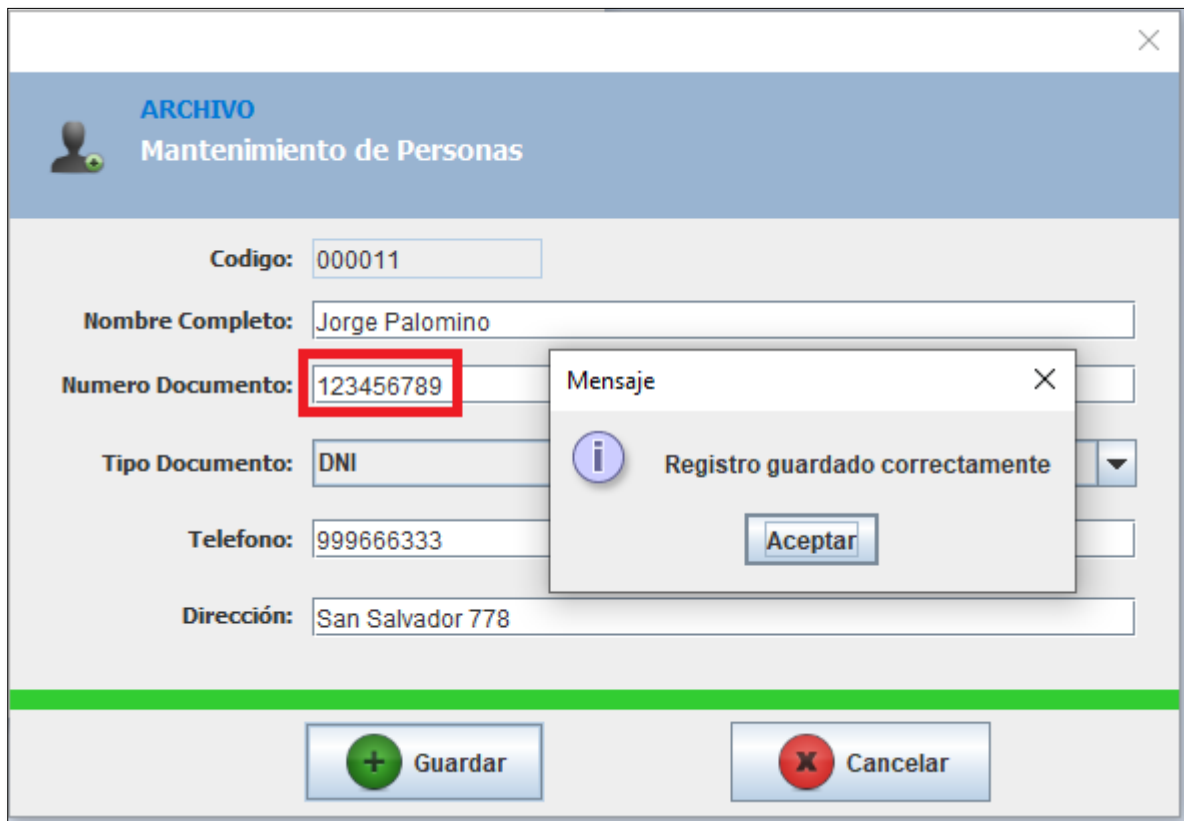 ARCHIVO
Mantenimiento de Personas
Codigo: 000011
Nombre Completo: Jorge Palomino
Numero Documento: 123456789
Tipo Documento: DNI
Telefono: 999666333
Dirección: San Salvador 778
Mensaje
i
Registro guardado correctamente
Aceptar
Guardar
Cancelar